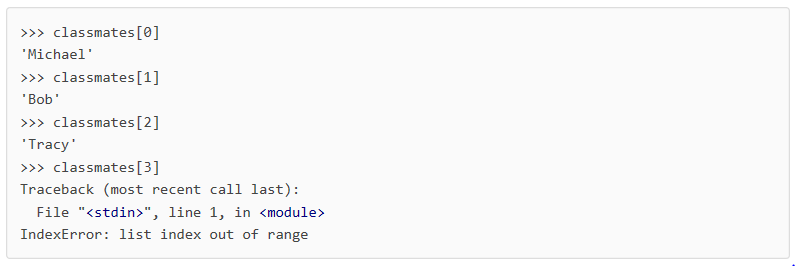 >>> classmates[0]
'Michael'
>>> classmates[1]
'Bob'
>>> classmates[2]
'Tracy'
>>> classmates[3]
Traceback (most recent call last):
  File "<stdin>", line 1, in <module>
IndexError: list index out of range